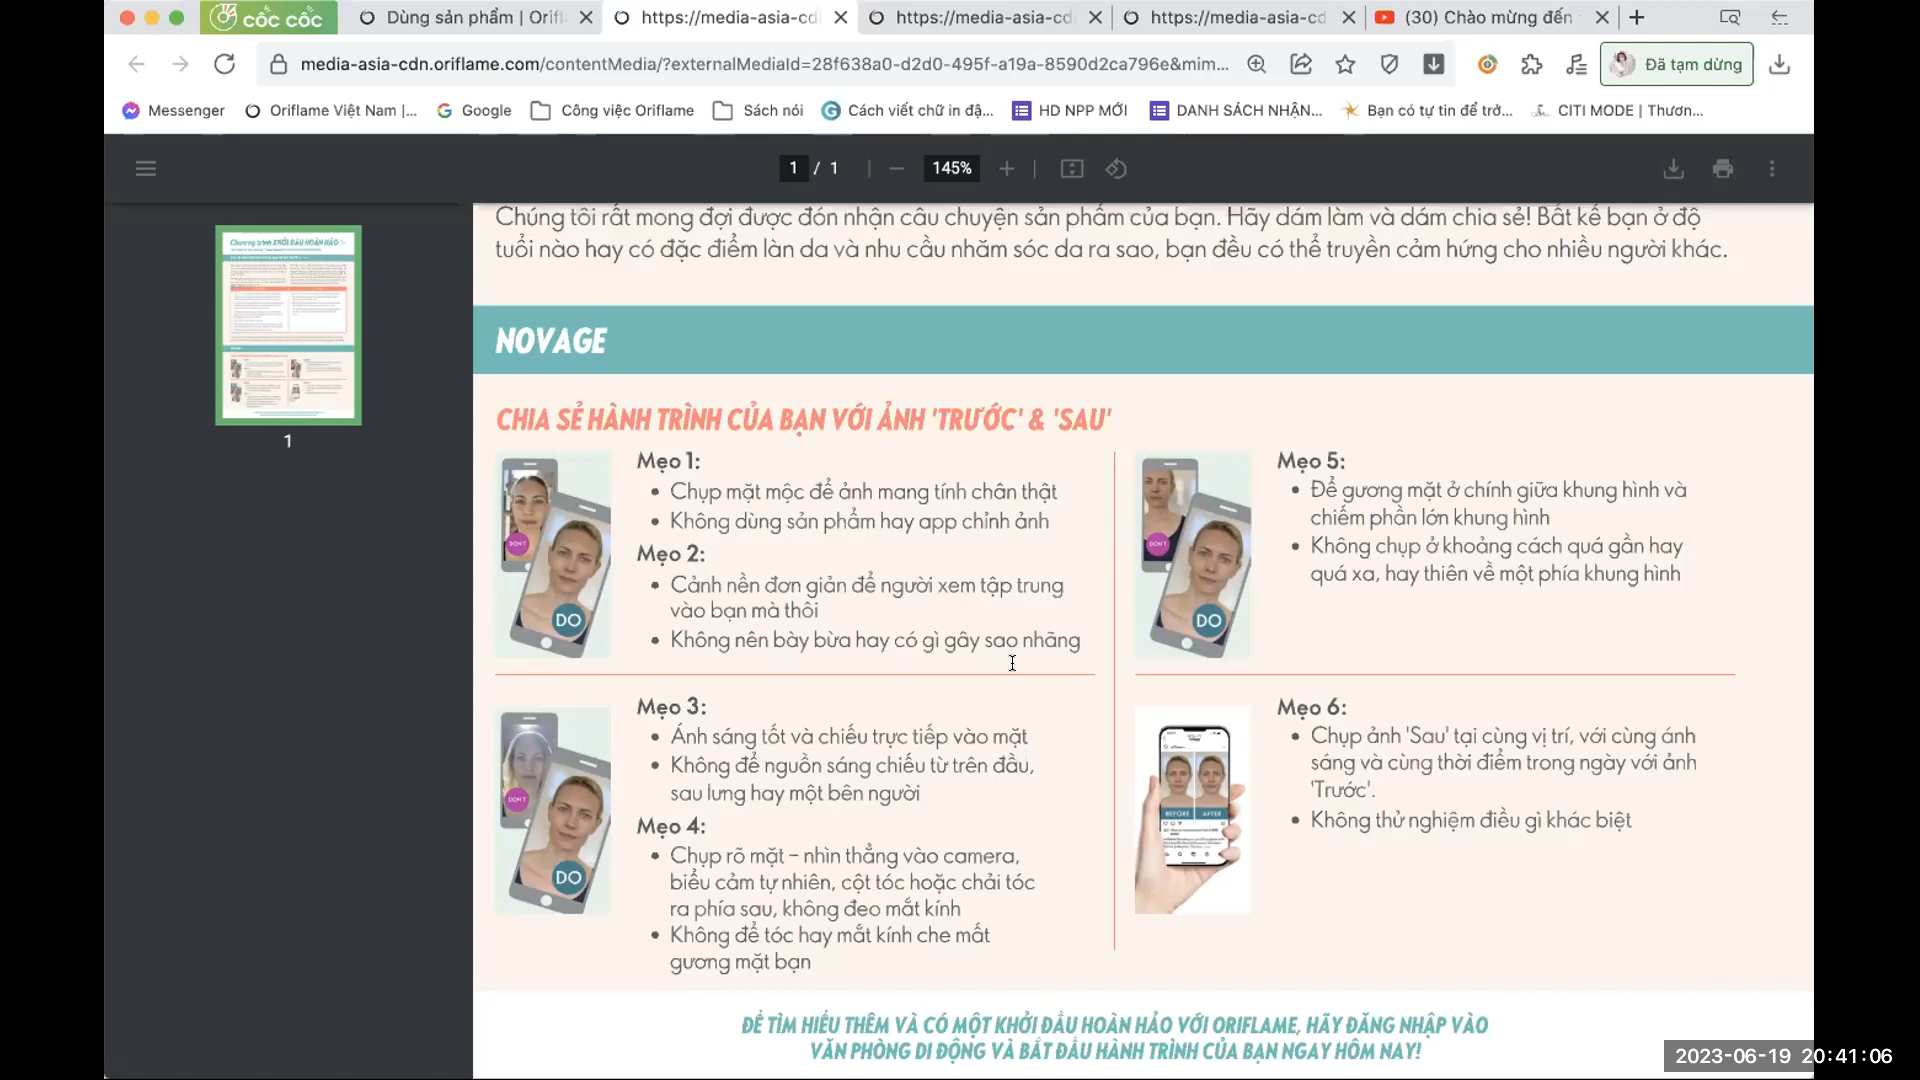 cốc cốc
Dùng sản phẩm | Orifl
https://media-asia-cdn
https://media-asia-cd
https://media-asia-cd
(30) Chào mừng đến
media-asia-cdn.oriflame.com/contentMedia/?externalMediaId=28f638a0-d2d0-495f-a19a-8590d2ca796e&mim...
Đã tạm dừng
Messenger
Oriflame Việt Nam |...
Google
Công việc Oriflame
Sách nói
Cách viết chữ in đậ...
HD NPP MỚI
DANH SÁCH NHẬN...
Bạn có tự tin để trở...
CITI MODE | Thươn...
1 / 1
145%
Chương trình KHỞI ĐẦU HOÀN HẢO
1
Chúng tôi rất mong đợi được đón nhận câu chuyện sản phẩm của bạn. Hãy dám làm và dám chia sẻ! Bất kể bạn ở độ
tuổi nào hay có đặc điểm làn da và nhu cầu nhăm sóc da ra sao, bạn đều có thể truyền cảm hứng cho nhiều người khác.
NOVAGE
CHIA SẺ HÀNH TRÌNH CỦA BẠN VỚI ẢNH 'TRƯỚC' & 'SAU'
DON'T
DO
Mẹo 1:
• Chụp mặt mộc để ảnh mang tính chân thật
• Không dùng sản phẩm hay app chỉnh ảnh
Mẹo 2:
• Cảnh nền đơn giản để người xem tập trung
vào bạn mà thôi
• Không nên bày bừa hay có gì gây sao nhãng
DON'T
DO
Mẹo 3:
• Ánh sáng tốt và chiếu trực tiếp vào mặt
• Không để nguồn sáng chiếu từ trên đầu,
sau lưng hay một bên người
Mẹo 4:
• Chụp rõ mặt – nhìn thẳng vào camera,
biểu cảm tự nhiên, cột tóc hoặc chải tóc
ra phía sau, không đeo mắt kính
• Không để tóc hay mắt kính che mất
gương mặt bạn
DON'T
DO
Mẹo 5:
• Để gương mặt ở chính giữa khung hình và
chiếm phần lớn khung hình
• Không chụp ở khoảng cách quá gần hay
quá xa, hay thiên về một phía khung hình
BEFORE AFTER
Mẹo 6:
• Chụp ảnh 'Sau' tại cùng vị trí, với cùng ánh
sáng và cùng thời điểm trong ngày với ảnh
'Trước'.
• Không thử nghiệm điều gì khác biệt
ĐỂ TÌM HIỂU THÊM VÀ CÓ MỘT KHỞI ĐẦU HOÀN HẢO VỚI ORIFLAME, HÃY ĐĂNG NHẬP VÀO
VĂN PHÒNG DI ĐỘNG VÀ BẮT ĐẦU HÀNH TRÌNH CỦA BẠN NGAY HÔM NAY!
2023-06-19 20:41:06